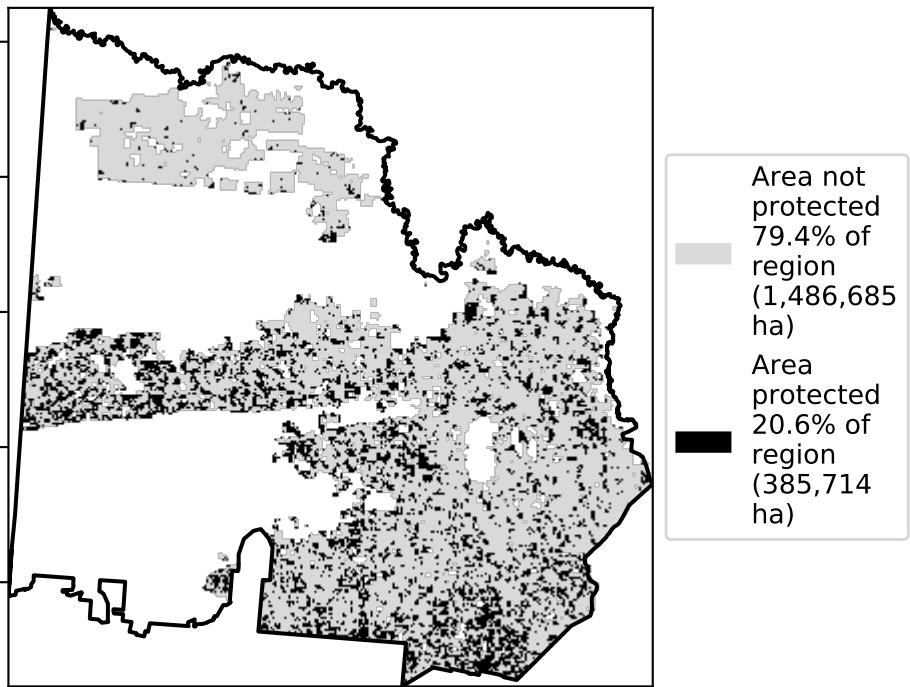 Area not
protected
79.4% of
region
(1,486,685
ha)
Area
protected
20.6% of
region
(385,714
ha)